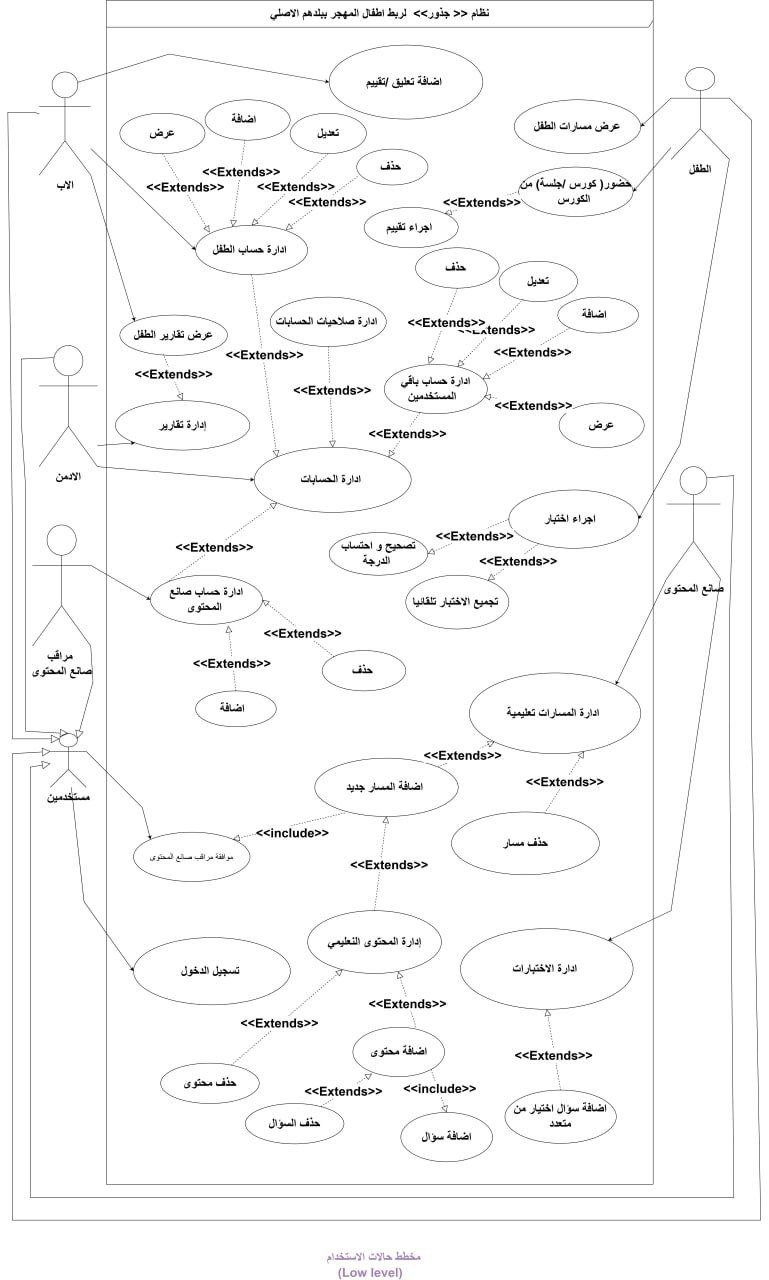 نظام << جذور>> لربط اطفال المهجر ببلدهم الاصلي
اضافة تعليق /تقييم
عرض
اضافة
تعديل
عرض مسارات الطفل
الطفل
الاب
<<Extends>>
<<Extends>>
<<Extends>>
<<Extends>>
حذف
حضور( كورس /جلسة) من
الكورس
<<Extends>>
اجراء تقييم
ادارة حساب الطفل
حذف
تعديل
اضافة
ادارة صلاحيات الحسابات
عرض تقارير الطفل
<<Extends>>
<<Extends>>
<<Extends>>
<<Extends>>
<<Extends>>
<<Extends>>
<<Extends>>
ادارة حساب باقي
المستخدمين
<<Extends>>
إدارة تقارير
عرض
<<Extends>>
الادمن
ادارة الحسابات
صانع المحتوى
اجراء اختبار
<<Extends>>
تصحيح و احتساب
الدرجة
<<Extends>>
<<Extends>>
تجميع الاختبار تلقائيا
ادارة حساب صانع
المحتوى
<<Extends>>
<<Extends>>
مراقب
صانع المحتوى
حذف
اضافة
ادارة المسارات تعليمية
<<Extends>>
<<Extends>>
مستخدمين
اضافة المسار جديد
<<include>>
حذف مسار
موافقة مراقب صانع المحتوى
<<Extends>>
إدارة المحتوى التعليمي
تسجيل الدخول
ادارة الاختبارات
<<Extends>>
<<Extends>>
اضافة محتوى
<<Extends>>
حذف محتوى
<<Extends>>
<<include>>
حذف السؤال
اضافة سؤال
اضافة سؤال اختيار من
متعدد
مخطط حالات الاستخدام
(Low level)